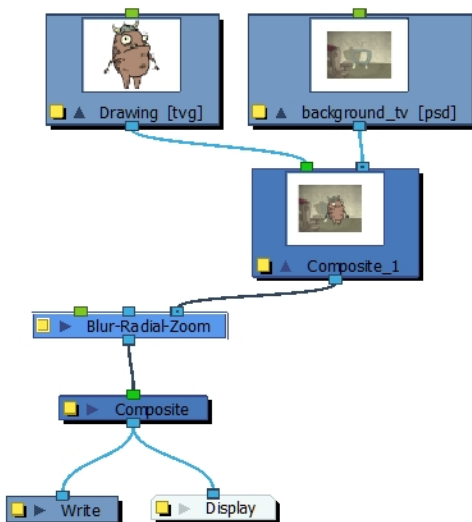 Drawing [tvg]
background_tv [psd]
Composite_1
Blur-Radial-Zoom
Composite
Write
Display